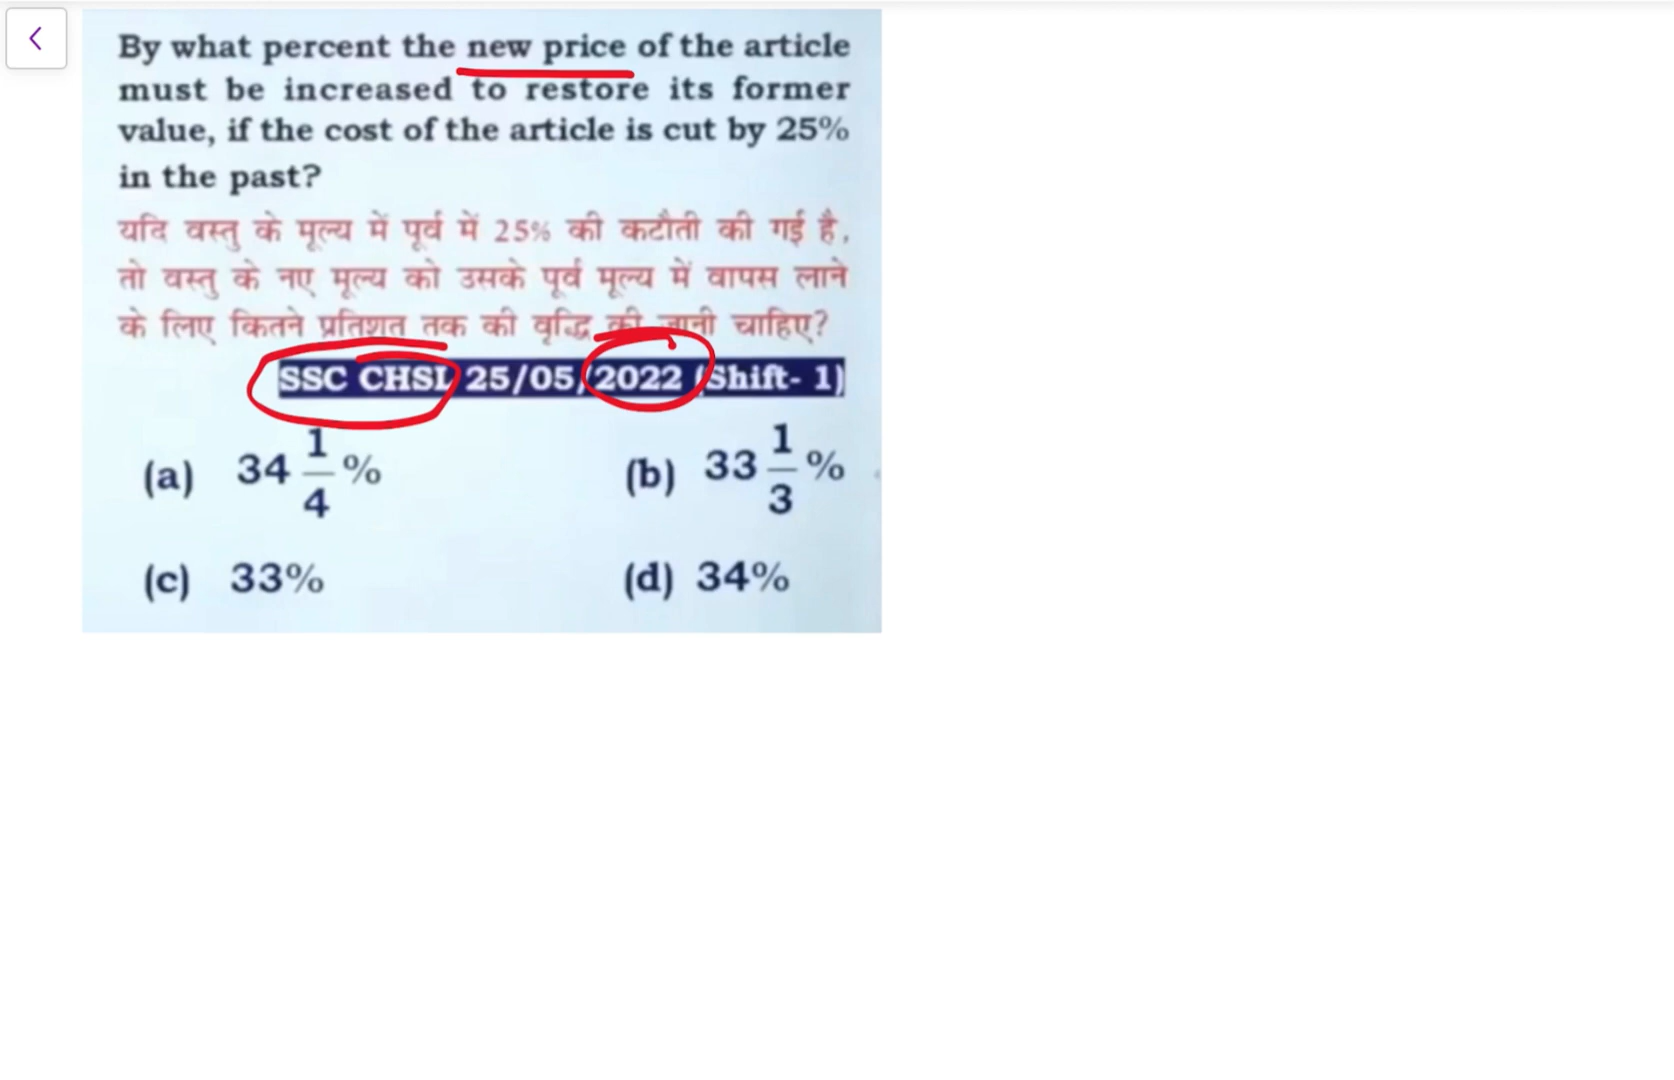 By what percent the new price of the article
must be increased to restore its former
value, if the cost of the article is cut by 25%
in the past?
यदि वस्तु के मूल्य में पूर्व में 25% की कटौती की गई है,
तो वस्तु के नए मूल्य को उसके पूर्व मूल्य में वापस लाने
के लिए कितने प्रतिशत तक की वृद्धि की जानी चाहिए?
SSC CHSL 25/05/2022 (Shift- 1)
(a) 34 1/4 % (b) 33 1/3 %
(c) 33% (d) 34%